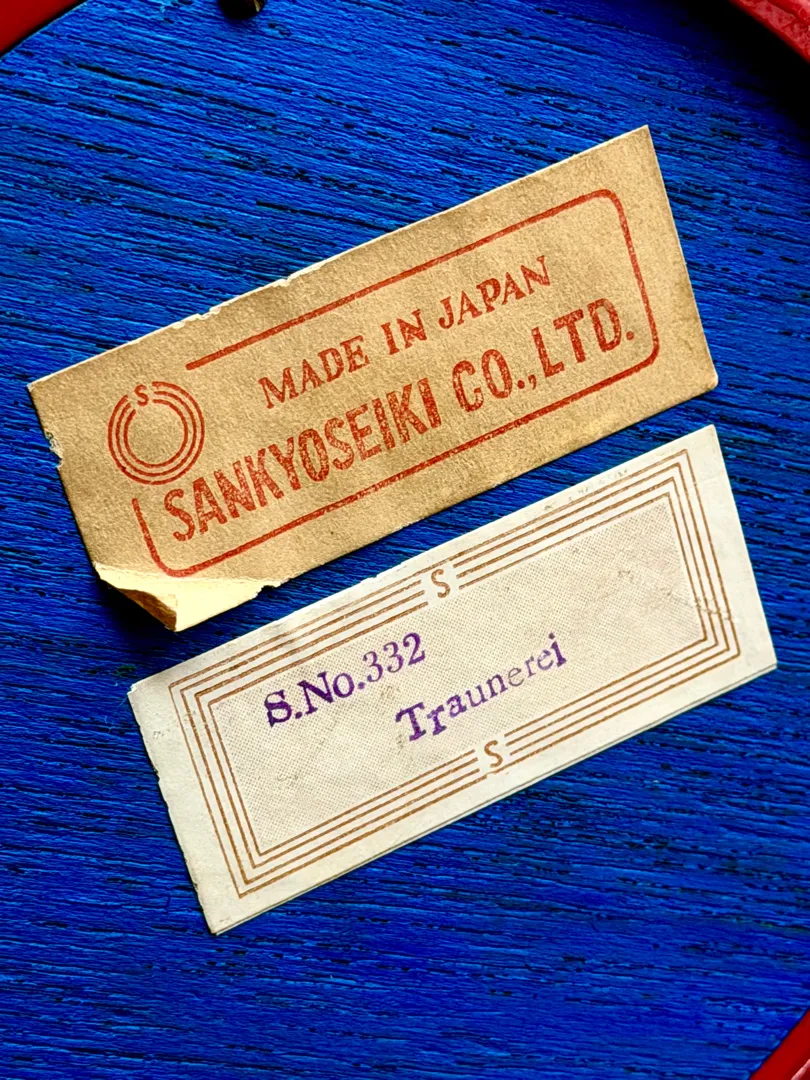 S
MADE IN JAPAN
SANKYOSEIKI CO.,LTD.
S
S.No.332
Traunerei
S